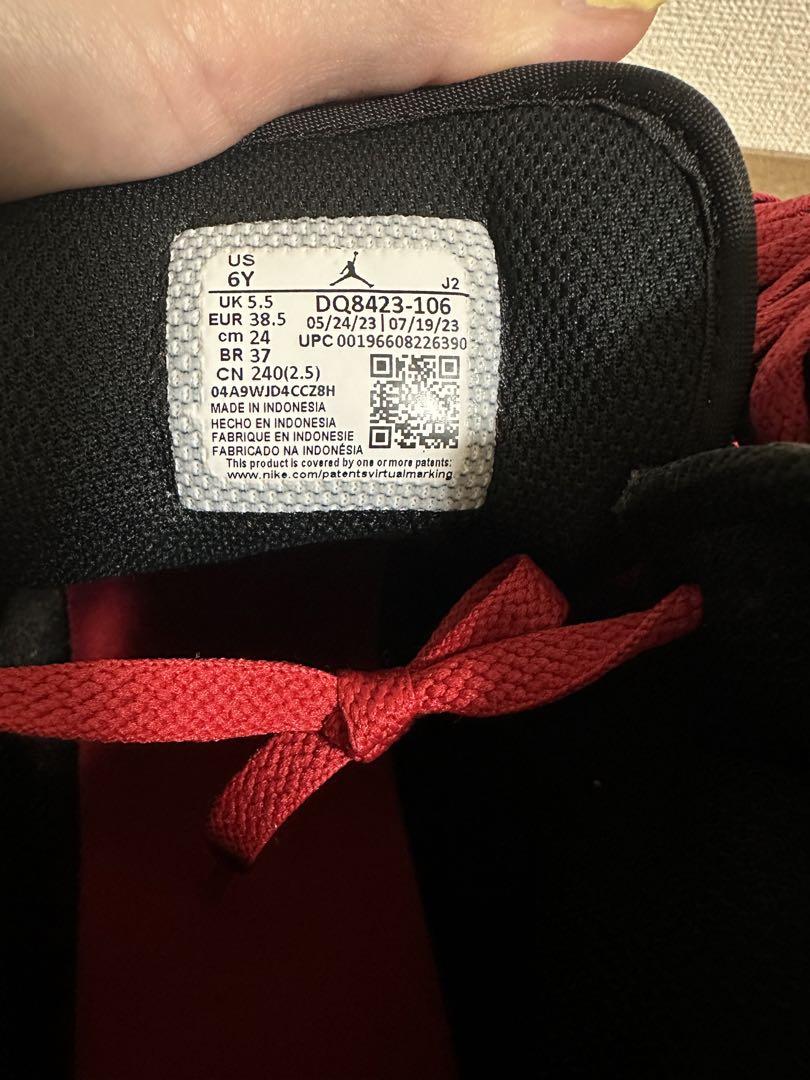 US
6Y
J2
UK 5.5
DQ8423-106
EUR 38.5
05/24/23 | 07/19/23
cm 24
UPC 00196608226390
BR 37
CN 240(2.5)
04A9WJD4CCZ8H
MADE IN INDONESIA
HECHO EN INDONESIA
FABRIQUE EN INDONESIE
FABRICADO NA INDONÉSIA
This product is covered by one or more patents:
www.nike.com/patentsvirtualmarking